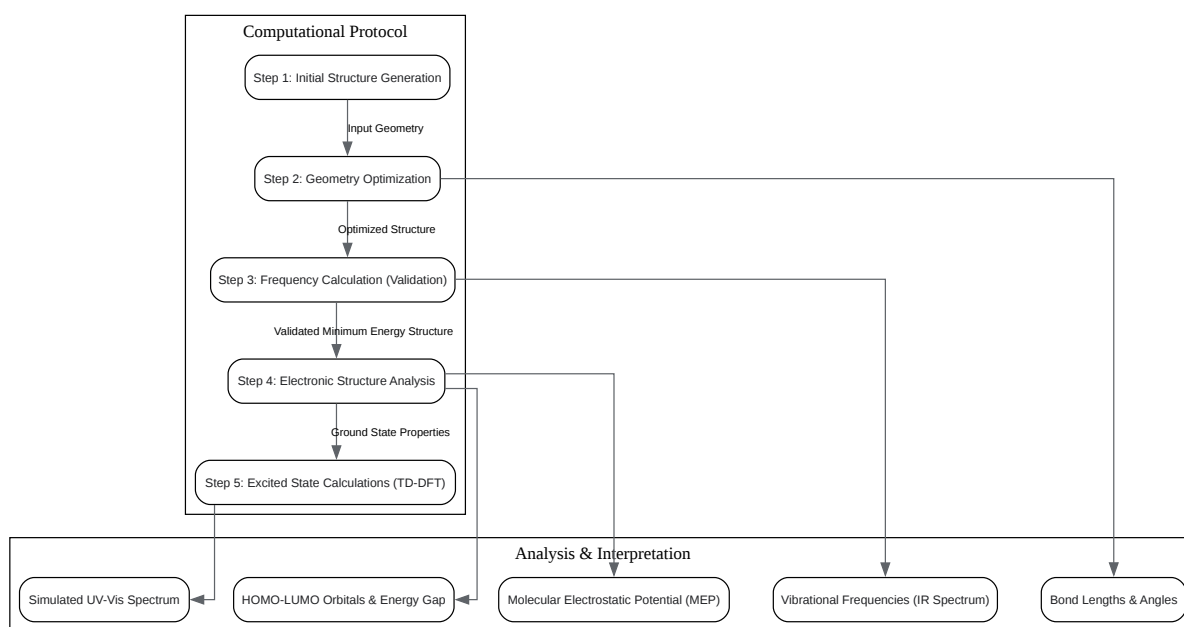 Computational Protocol
Step 1: Initial Structure Generation
Input Geometry
Step 2: Geometry Optimization
Optimized Structure
Step 3: Frequency Calculation (Validation)
Validated Minimum Energy Structure
Step 4: Electronic Structure Analysis
Ground State Properties
Step 5: Excited State Calculations (TD-DFT)
Analysis & Interpretation
Simulated UV-Vis Spectrum
HOMO-LUMO Orbitals & Energy Gap
Molecular Electrostatic Potential (MEP)
Vibrational Frequencies (IR Spectrum)
Bond Lengths & Angles